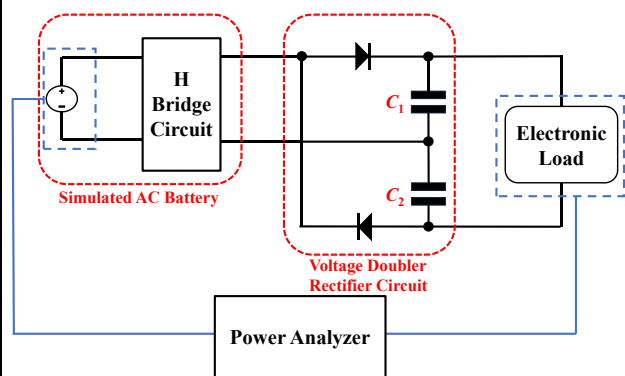 +
-
H
Bridge
Circuit
Simulated AC Battery
C1
C2
Voltage Doubler
Rectifier Circuit
Electronic
Load
Power Analyzer